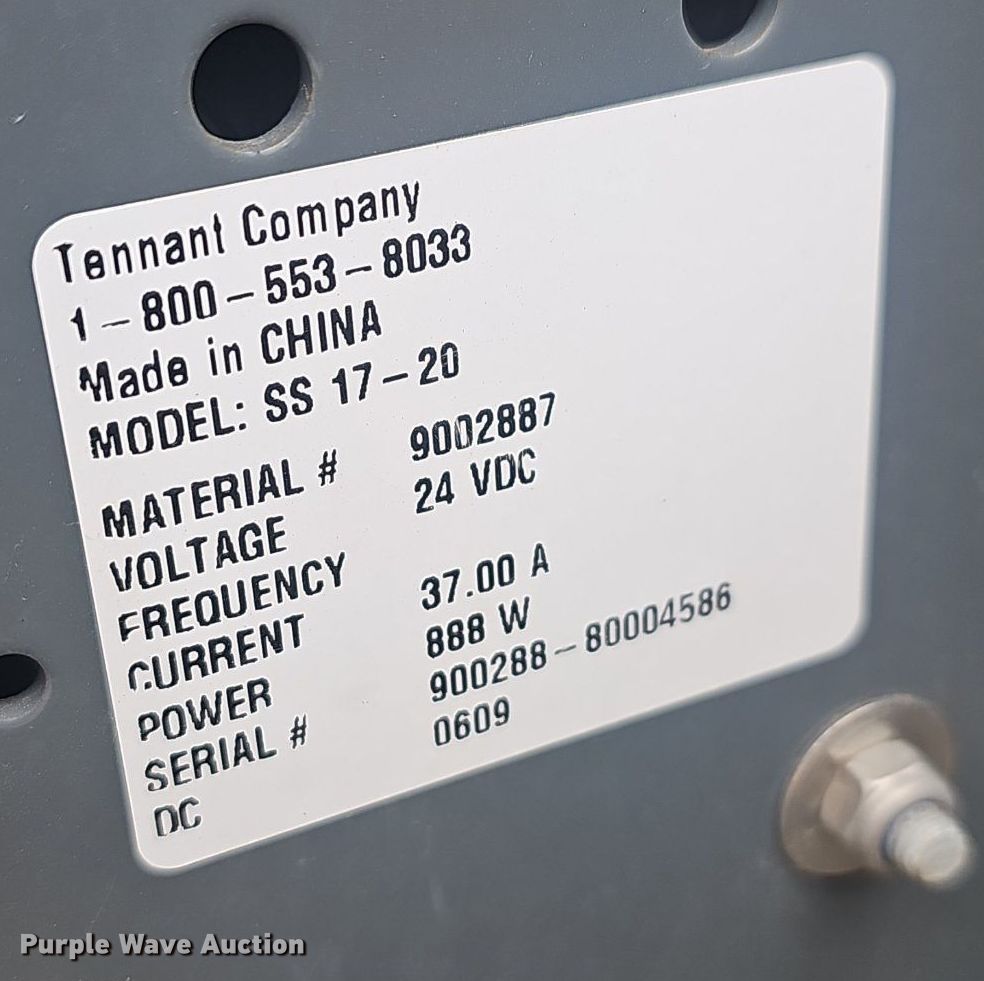 Tennant Company
1-800-553-8033
Made in CHINA
MODEL: SS 17-20
MATERIAL # 9002887
VOLTAGE 24 VDC
FREQUENCY
CURRENT 37.00 A
POWER 888 W
SERIAL # 900288-80004586
DC 0609
Purple Wave Auction